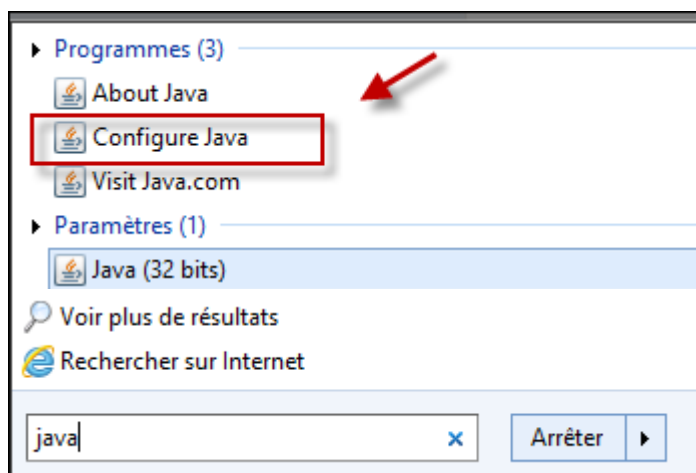 Programmes (3)
About Java
Configure Java
Visit Java.com
Paramètres (1)
Java (32 bits)
Voir plus de résultats
Rechercher sur Internet
java
Arrêter